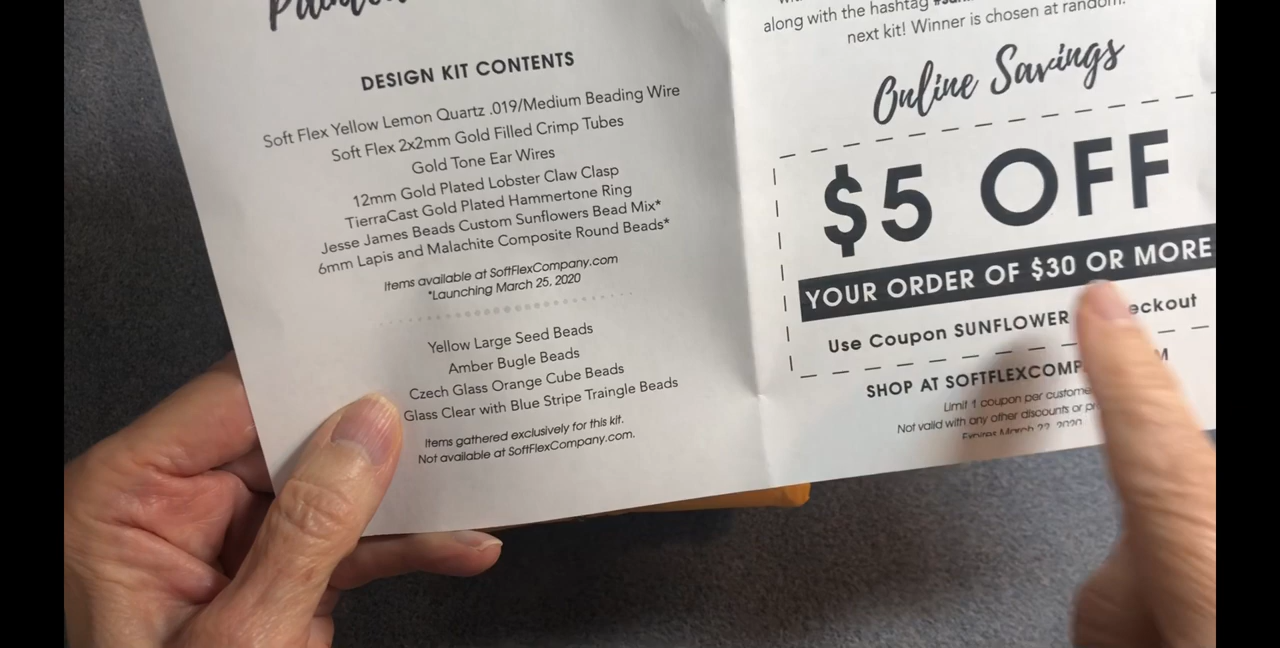 DESIGN KIT CONTENTS
Soft Flex Yellow Lemon Quartz .019/Medium Beading Wire
Soft Flex 2x2mm Gold Filled Crimp Tubes
Gold Tone Ear Wires
12mm Gold Plated Lobster Claw Clasp
TierraCast Gold Plated Hammertone Ring
Jesse James Beads Custom Sunflowers Bead Mix*
6mm Lapis and Malachite Composite Round Beads*
Items available at SoftFlexCompany.com
*Launching March 25, 2020
Yellow Large Seed Beads
Amber Bugle Beads
Czech Glass Orange Cube Beads
Glass Clear with Blue Stripe Traingle Beads
Items gathered exclusively for this kit.
Not available at SoftFlexCompany.com.
along with the hashtag
next kit! Winner is chosen at random.
Online Savings
$5 OFF
YOUR ORDER OF $30 OR MORE
Use Coupon SUNFLOWER
SHOP AT
Limit 1 coupon per
Not valid with any other discounts or
Expires March 22, 2020